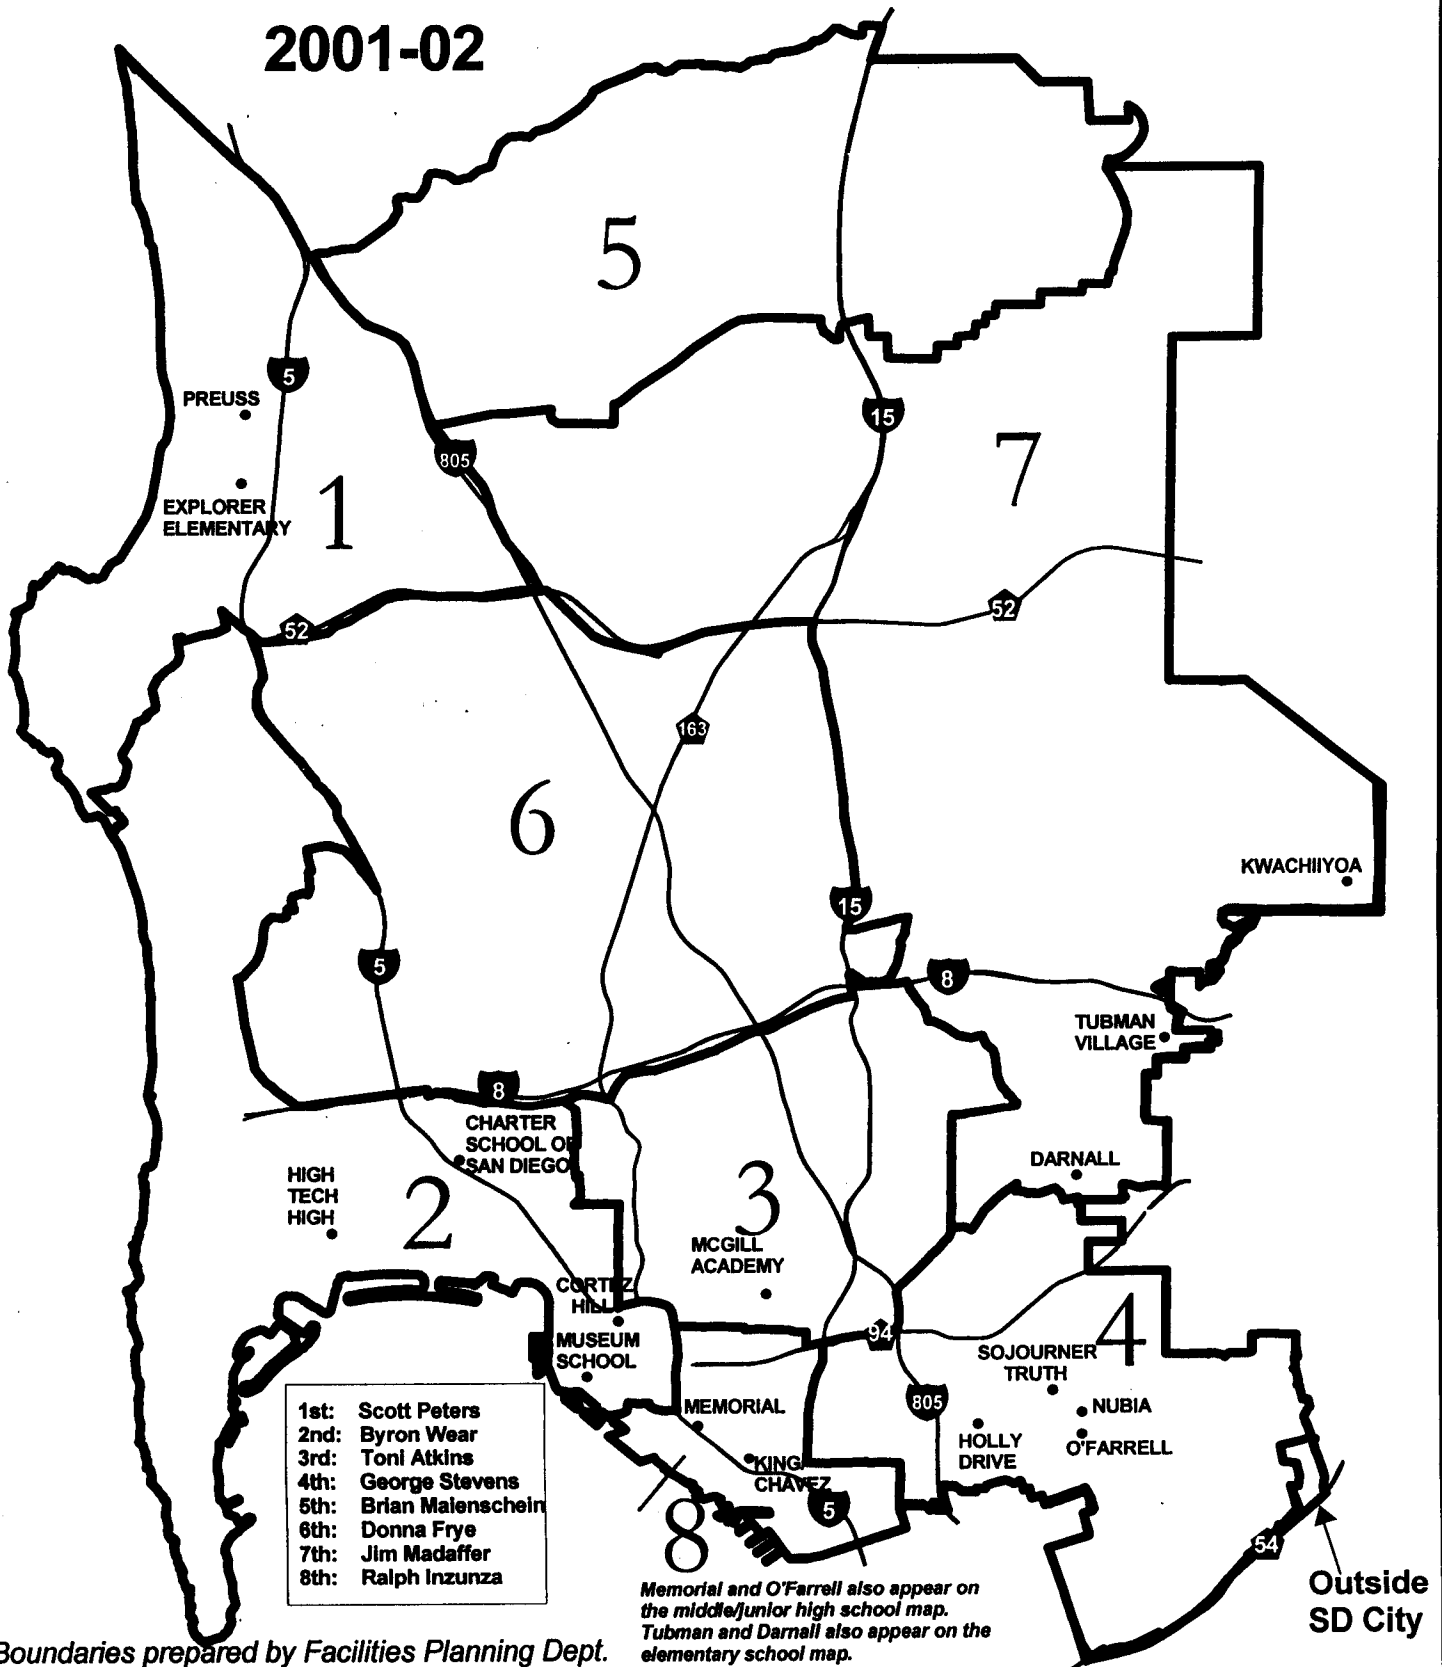 2001-02
5
5
PREUSS
15
805
7
EXPLORER
ELEMENTARY
1
52
52
163
6
KWACHIIYOA
15
5
8
TUBMAN
VILLAGE
8
CHARTER
SCHOOL OF
SAN DIEGO
DARNALL
HIGH
TECH
HIGH
2
3
MCGILL
ACADEMY
CORTEZ
HILL
94
4
MUSEUM
SCHOOL
SOJOURNER
TRUTH
805
MEMORIAL
NUBIA
O'FARRELL
HOLLY
DRIVE
KING/
CHAVEZ
5
8
54
1st: Scott Peters
2nd: Byron Wear
3rd: Toni Atkins
4th: George Stevens
5th: Brian Maienschein
6th: Donna Frye
7th: Jim Madaffer
8th: Ralph Inzunza
Outside
SD City
Memorial and O'Farrell also appear on
the middle/junior high school map.
Tubman and Darnall also appear on the
elementary school map.
Boundaries prepared by Facilities Planning Dept.